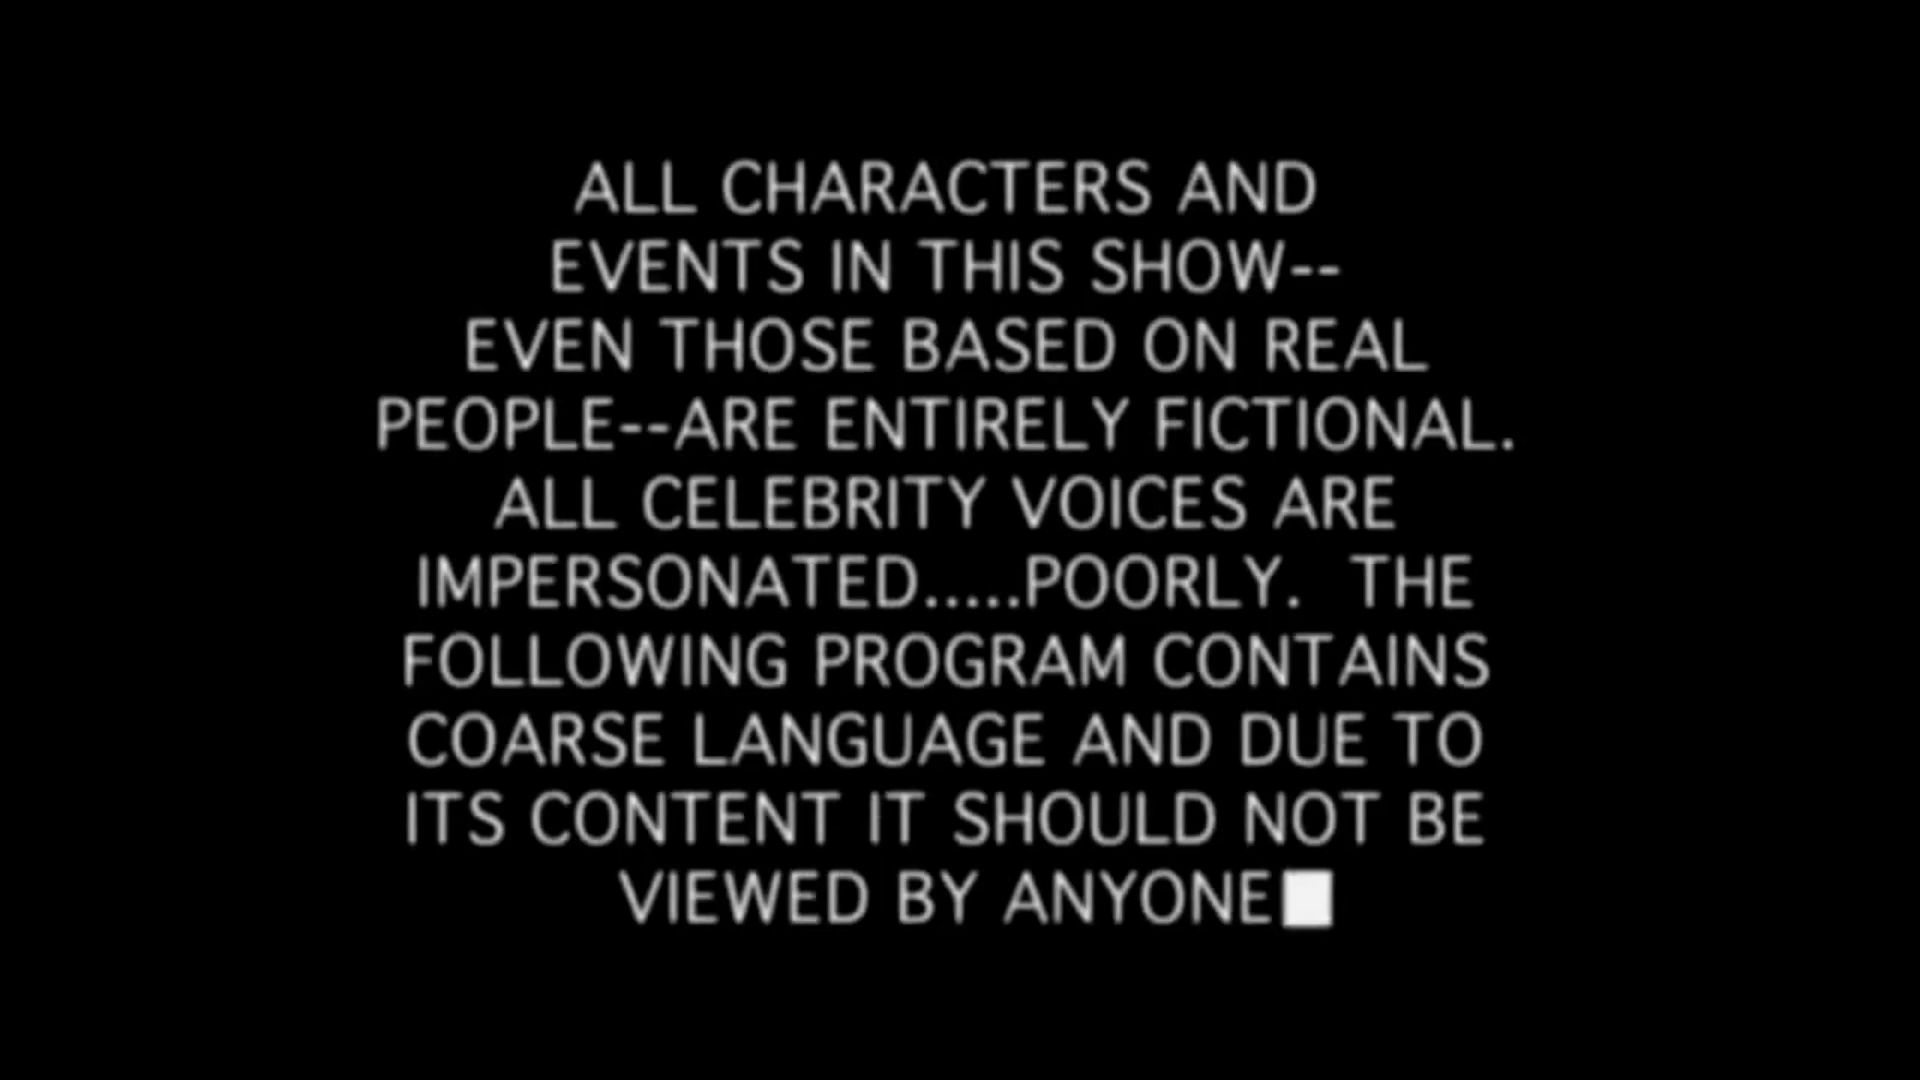 ALL CHARACTERS AND
EVENTS IN THIS SHOW--
EVEN THOSE BASED ON REAL
PEOPLE--ARE ENTIRELY FICTIONAL.
ALL CELEBRITY VOICES ARE
IMPERSONATED.....POORLY. THE
FOLLOWING PROGRAM CONTAINS
COARSE LANGUAGE AND DUE TO
ITS CONTENT IT SHOULD NOT BE
VIEWED BY ANYONE■